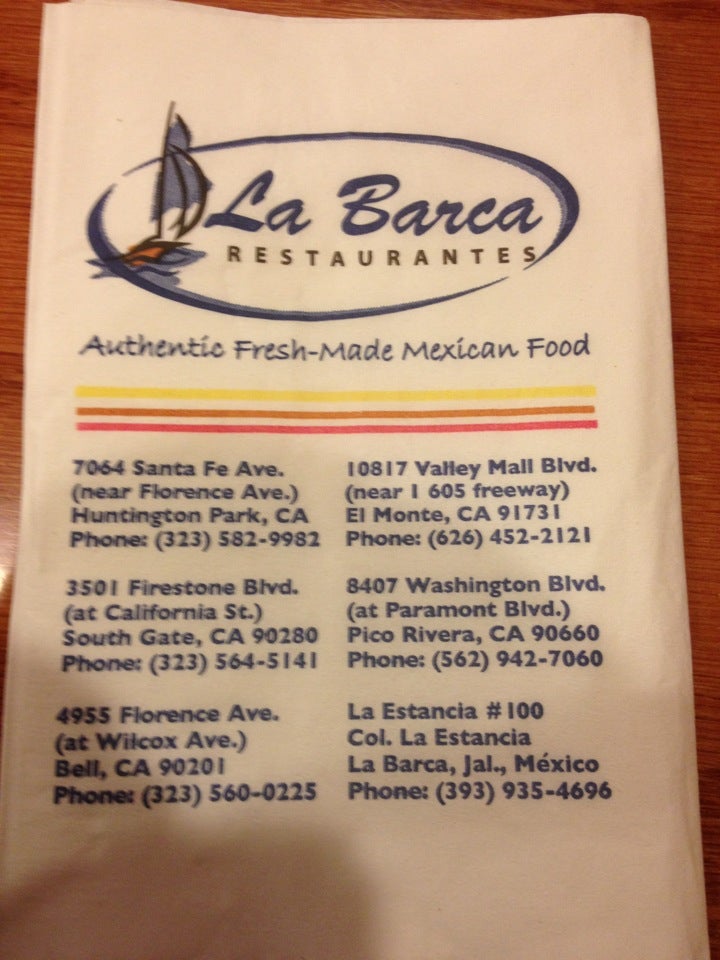 La Barca
RESTAURANTES
Authentic Fresh-Made Mexican Food
7064 Santa Fe Ave.
(near Florence Ave.)
Huntington Park, CA
Phone: (323) 582-9982
3501 Firestone Blvd.
(at California St.)
South Gate, CA 90280
Phone: (323) 564-5141
4955 Florence Ave.
(at Wilcox Ave.)
Bell, CA 90201
Phone: (323) 560-0225
10817 Valley Mall Blvd.
(near I 605 freeway)
El Monte, CA 91731
Phone: (626) 452-2121
8407 Washington Blvd.
(at Paramont Blvd.)
Pico Rivera, CA 90660
Phone: (562) 942-7060
La Estancia #100
Col. La Estancia
La Barca, Jal., México
Phone: (393) 935-4696